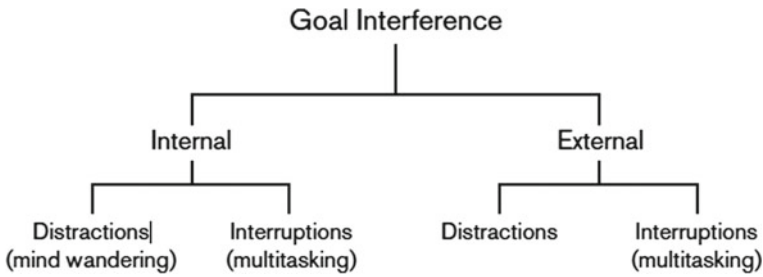 Goal Interference
Internal
External
Distractions|
(mind wandering)
Interruptions
(multitasking)
Distractions
Interruptions
(multitasking)